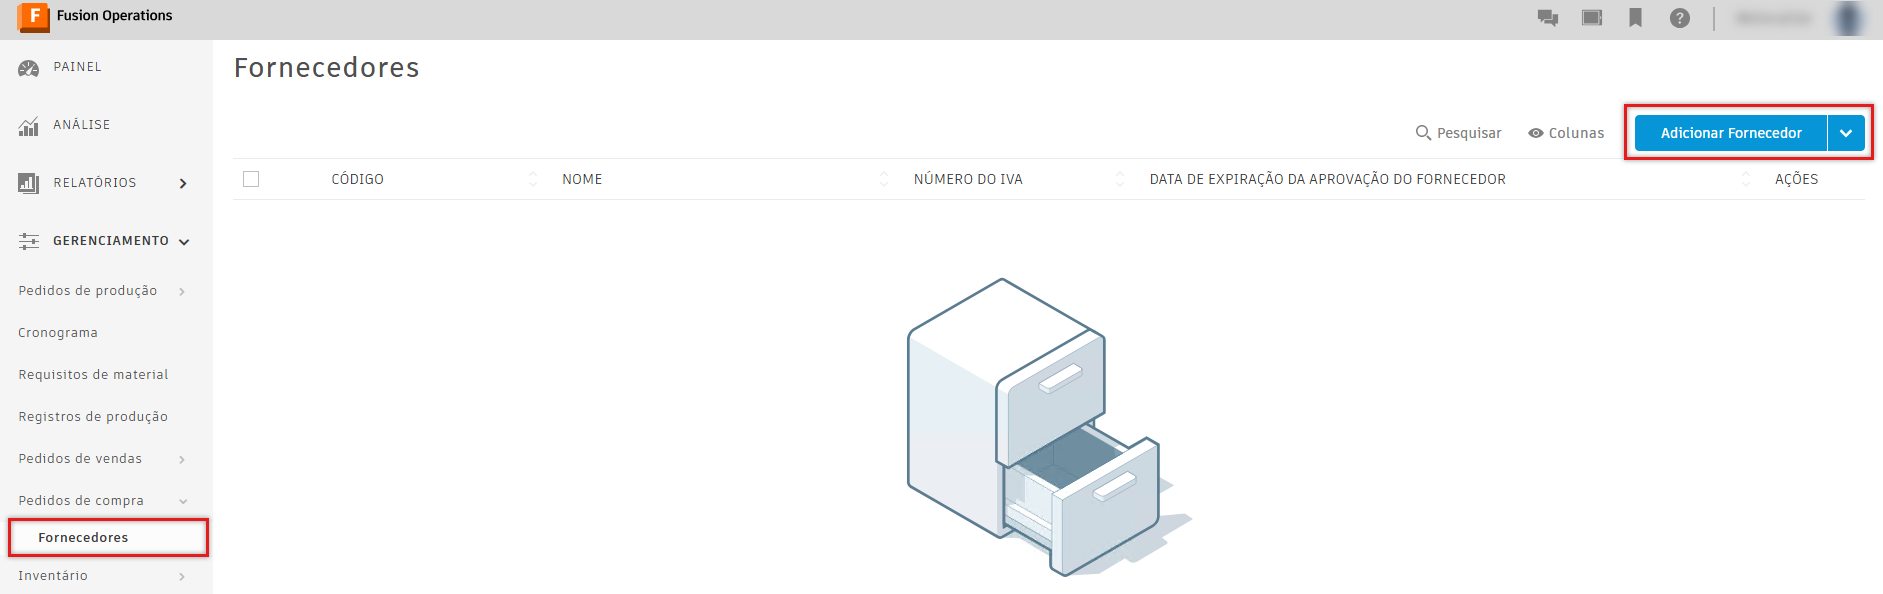 F Fusion Operations
?
PAINEL
ANÁLISE
RELATÓRIOS
GERENCIAMENTO
Pedidos de produção
Cronograma
Requisitos de material
Registros de produção
Pedidos de vendas
Pedidos de compra
Fornecedores
Inventário
Fornecedores
Pesquisar Colunas Adicionar Fornecedor
CÓDIGO NOME NÚMERO DO IVA DATA DE EXPIRAÇÃO DA APROVAÇÃO DO FORNECEDOR AÇÕES